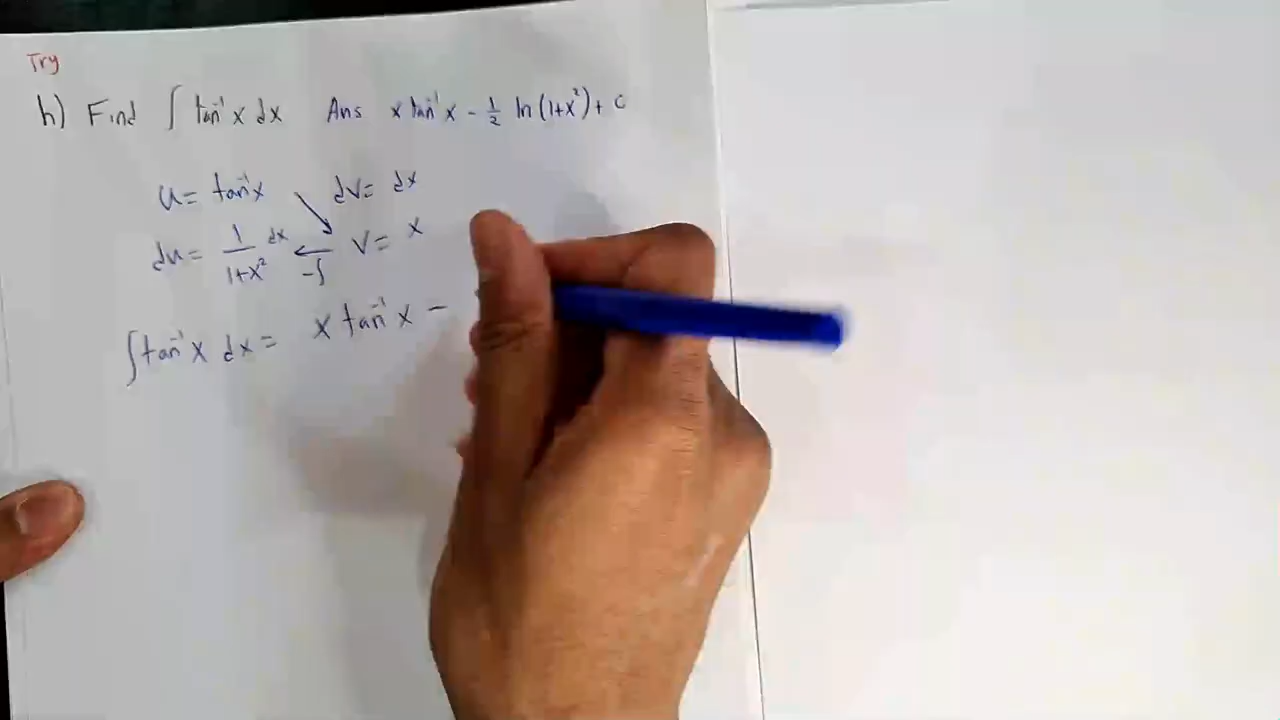 Try
h) Find ∫ tan⁻¹x dx Ans x tan⁻¹x - 1/2 ln(1+x²) + c
u = tan⁻¹x dv = dx
du = 1/1+x² dx -∫ v = x
∫tan⁻¹x dx = x tan⁻¹x -